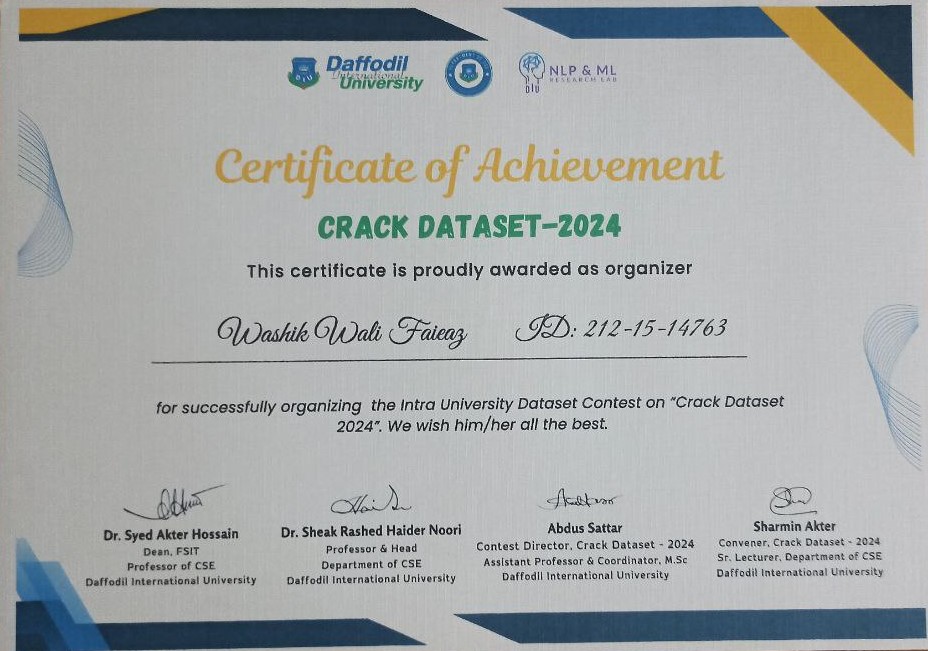 Daffodil
International
University
NLP & ML
RESEARCH LAB
DIU
Certificate of Achievement
CRACK DATASET-2024
This certificate is proudly awarded as organizer
Washik Wali Faieaz ID: 212-15-14763
for successfully organizing the Intra University Dataset Contest on “Crack Dataset
2024”. We wish him/her all the best.
Dr. Syed Akter Hossain
Dean, FSIT
Professor of CSE
Daffodil International University
Dr. Sheak Rashed Haider Noori
Professor & Head
Department of CSE
Daffodil International University
Abdus Sattar
Contest Director, Crack Dataset - 2024
Assistant Professor & Coordinator, M.Sc
Daffodil International University
Sharmin Akter
Convener, Crack Dataset - 2024
Sr. Lecturer, Department of CSE
Daffodil International University